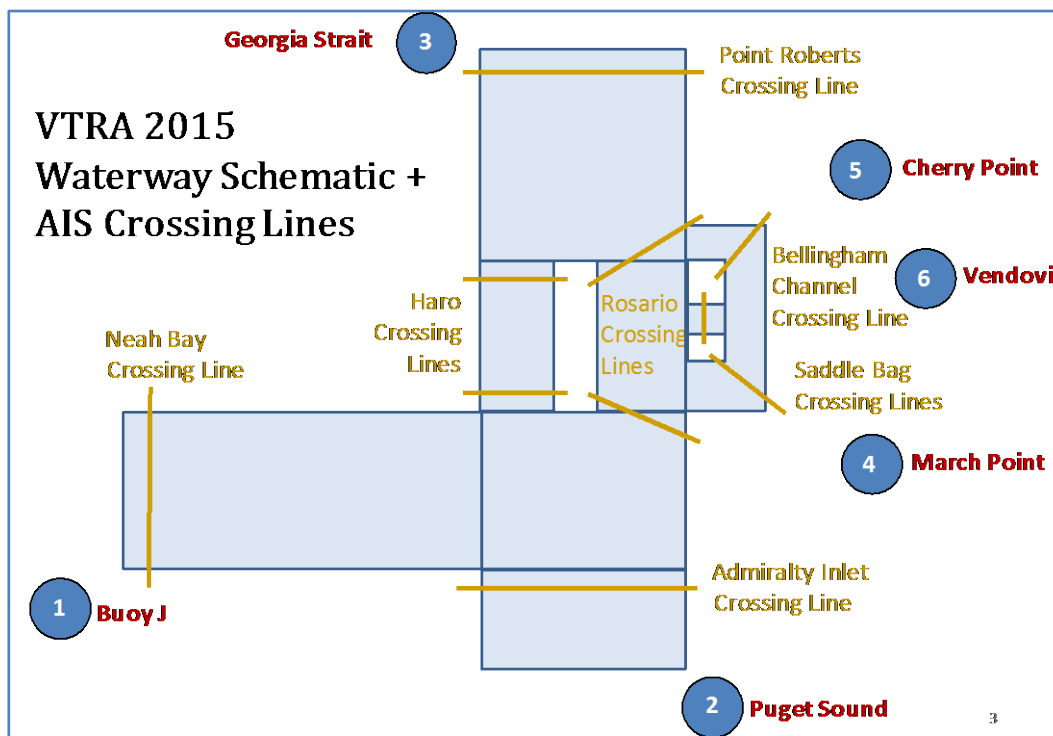 Georgia Strait
3
Point Roberts
Crossing Line
VTRA 2015
Waterway Schematic +
AIS Crossing Lines
5
Cherry Point
Bellingham
Channel
Crossing Line
6
Vendovi
Haro
Crossing
Lines
Rosario
Crossing
Lines
Neah Bay
Crossing Line
Saddle Bag
Crossing Lines
4
March Point
Admiralty Inlet
Crossing Line
1
Buoy J
2
Puget Sound
3